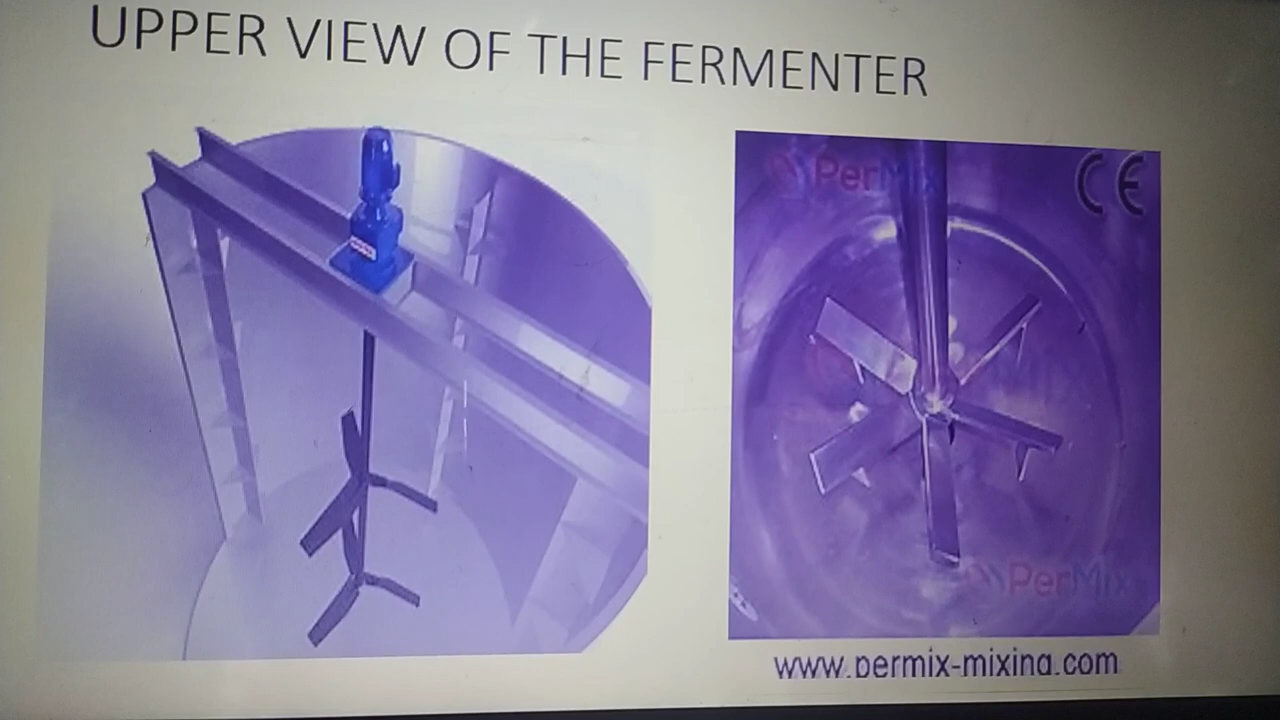 UPPER VIEW OF THE FERMENTER
PerMix
CE
PerMix
www.permix-mixing.com